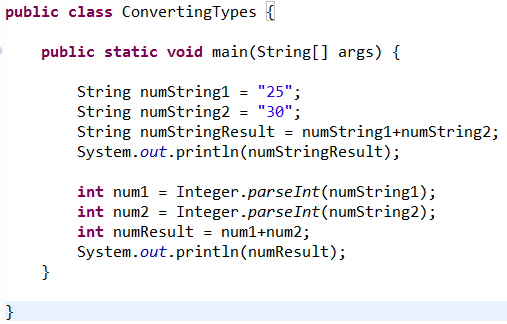 public class ConvertingTypes {
public static void main(String[] args) {
String numString1 = "25";
String numString2 = "30";
String numStringResult = numString1+numString2;
System.out.println(numStringResult);
int num1 = Integer.parseInt(numString1);
int num2 = Integer.parseInt(numString2);
int numResult = num1+num2;
System.out.println(numResult);
}
}